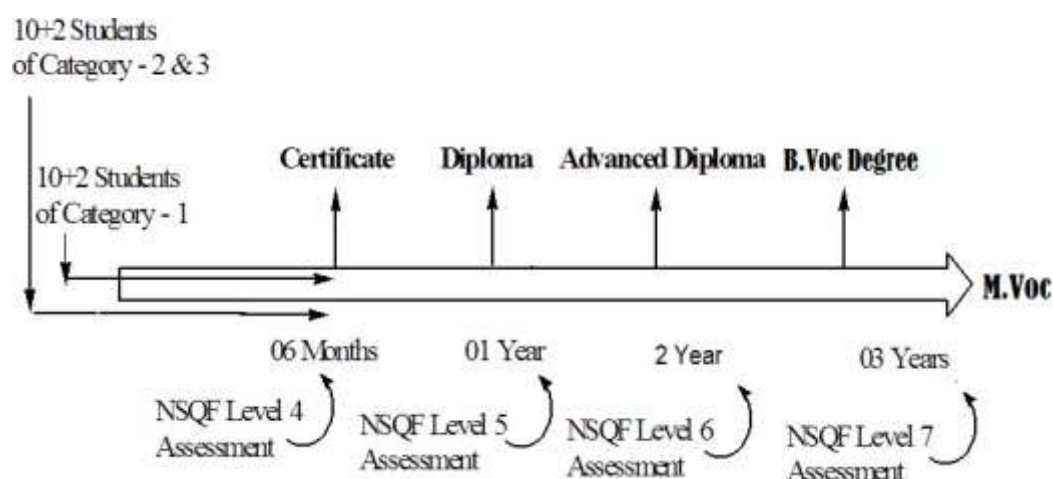 10+2 Students
of Category - 2 & 3
10+2 Students
of Category - 1
Certificate
Diploma
Advanced Diploma
B.Voc Degree
M.Voc
06 Months
01 Year
2 Year
03 Years
NSQF Level 4
Assessment
NSQF Level 5
Assessment
NSQF Level 6
Assessment
NSQF Level 7
Assessment